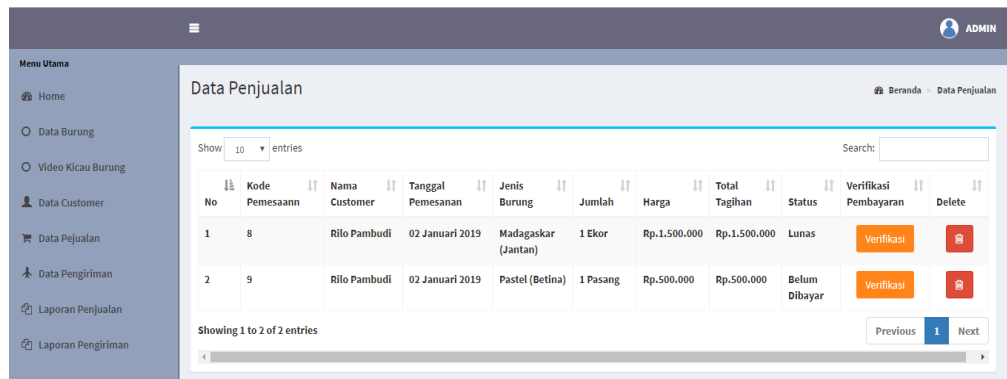 ADMIN
Menu Utama
Home
Data Burung
Video Kicau Burung
Data Customer
Data Pejualan
Data Pengiriman
Laporan Penjualan
Laporan Pengiriman
Data Penjualan
Beranda > Data Penjualan
Show 10 entries
Search:
No Kode Pemesaann Nama Customer Tanggal Pemesanan Jenis Burung Jumlah Harga Total Tagihan Status Verifikasi Pembayaran Delete
1 8 Rilo Pambudi 02 Januari 2019 Madagaskar (Jantan) 1 Ekor Rp.1.500.000 Rp.1.500.000 Lunas Verifikasi
2 9 Rilo Pambudi 02 Januari 2019 Pastel (Betina) 1 Pasang Rp.500.000 Rp.500.000 Belum Dibayar Verifikasi
Showing 1 to 2 of 2 entries
Previous 1 Next